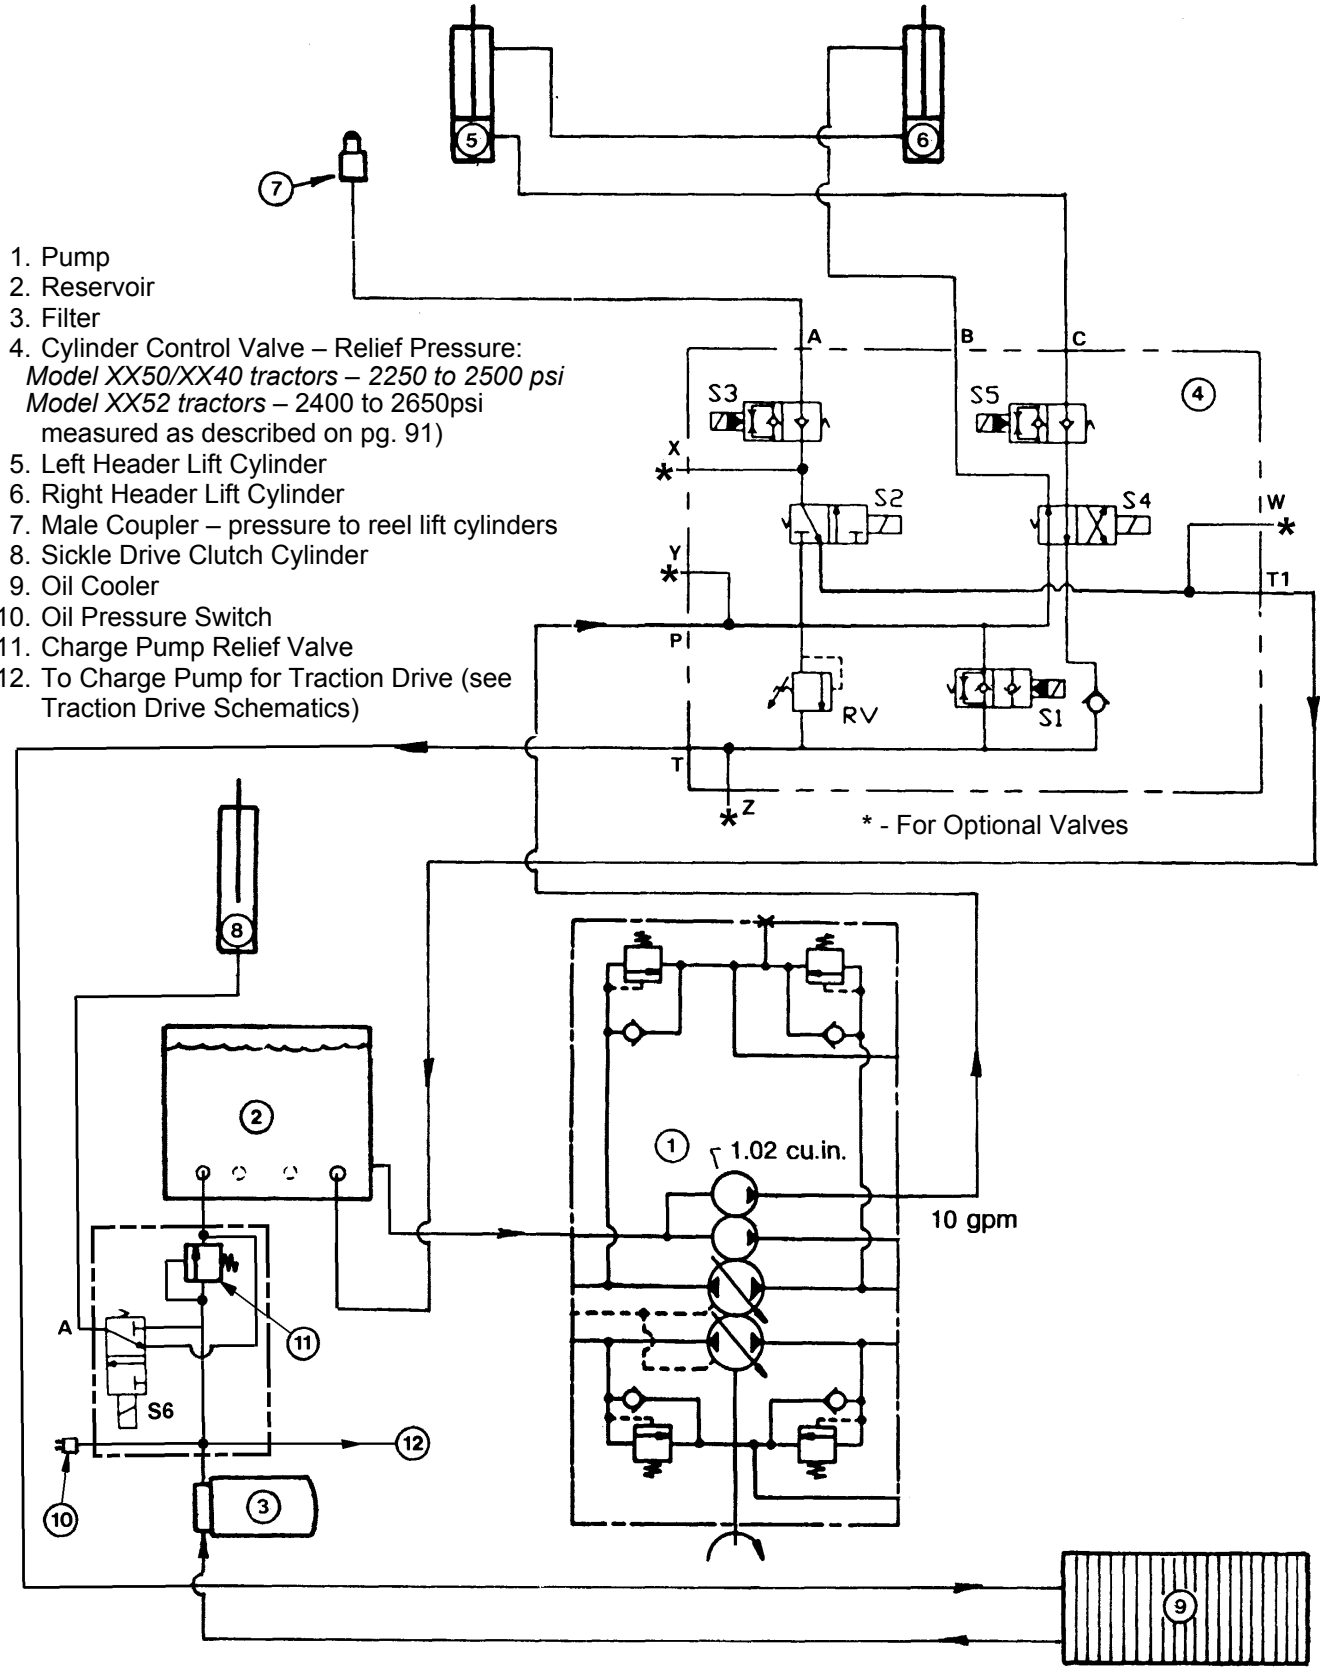 5
6
7
1. Pump
2. Reservoir
3. Filter
4. Cylinder Control Valve – Relief Pressure:
Model XX50/XX40 tractors – 2250 to 2500 psi
Model XX52 tractors – 2400 to 2650psi
measured as described on pg. 91)
5. Left Header Lift Cylinder
6. Right Header Lift Cylinder
7. Male Coupler – pressure to reel lift cylinders
8. Sickle Drive Clutch Cylinder
9. Oil Cooler
10. Oil Pressure Switch
11. Charge Pump Relief Valve
12. To Charge Pump for Traction Drive (see
Traction Drive Schematics)
A
B
C
S3
S5
4
X
*
S2
S4
W
*
Y
*
T1
P
RV
S1
T
Z
*
* - For Optional Valves
8
2
1
1.02 cu.in.
10 gpm
A
11
S6
12
10
3
9